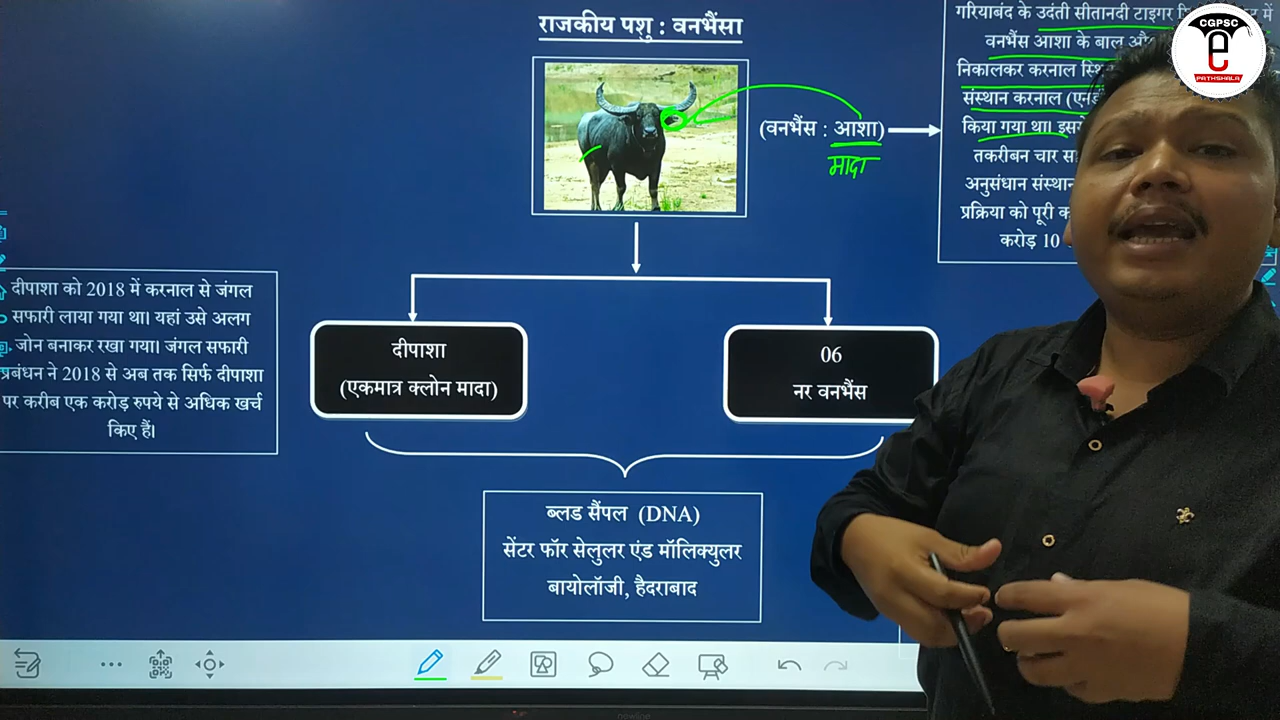 राजकीय पशु : वनभैंसा
गरियाबंद के उदंती सीतानदी टाइगर में
वनभैंस आशा के बाल
निकालकर करनाल
संस्थान करनाल
किया गया था।
तकरीबन चार
अनुसंधान संस्थान
प्रक्रिया को पूरी
करोड़ 10
CGPSC
e
PATHSHALA
(वनभैंस : आशा)
मादा
दीपाशा को 2018 में करनाल से जंगल
सफारी लाया गया था। यहां उसे अलग
जोन बनाकर रखा गया। जंगल सफारी
प्रबंधन ने 2018 से अब तक सिर्फ दीपाशा
पर करीब एक करोड़ रुपये से अधिक खर्च
किए हैं।
दीपाशा
(एकमात्र क्लोन मादा)
06
नर वनभैंस
ब्लड सैंपल (DNA)
सेंटर फॉर सेलुलर एंड मॉलिक्युलर
बायोलॉजी, हैदराबाद